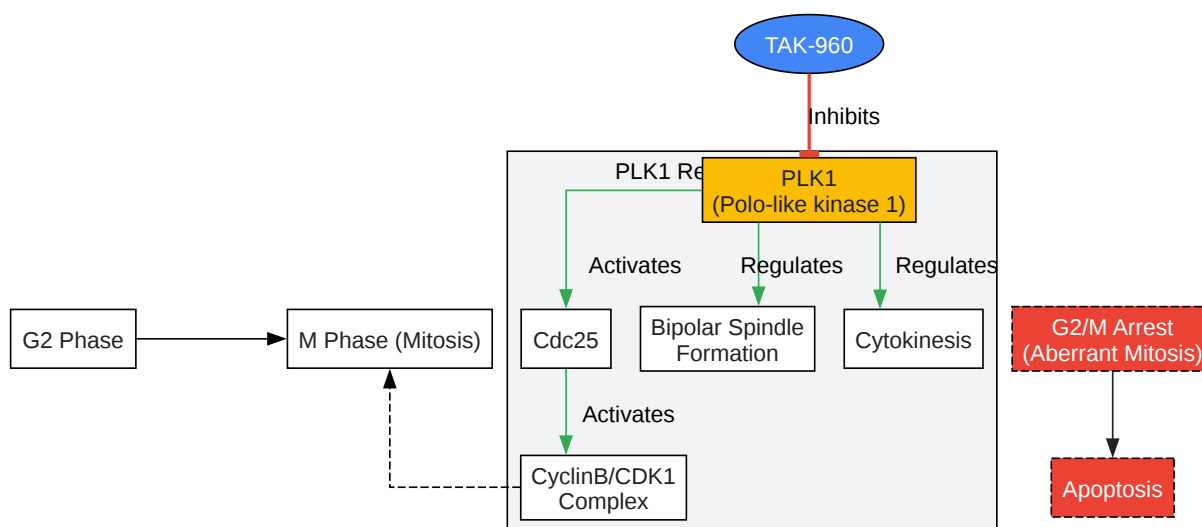 TAK-960
Inhibits
PLK1 Re
PLK1
(Polo-like kinase 1)
Activates
Regulates
Regulates
G2 Phase
M Phase (Mitosis)
Cdc25
Bipolar Spindle
Formation
Cytokinesis
G2/M Arrest
(Aberrant Mitosis)
Activates
CyclinB/CDK1
Complex
Apoptosis